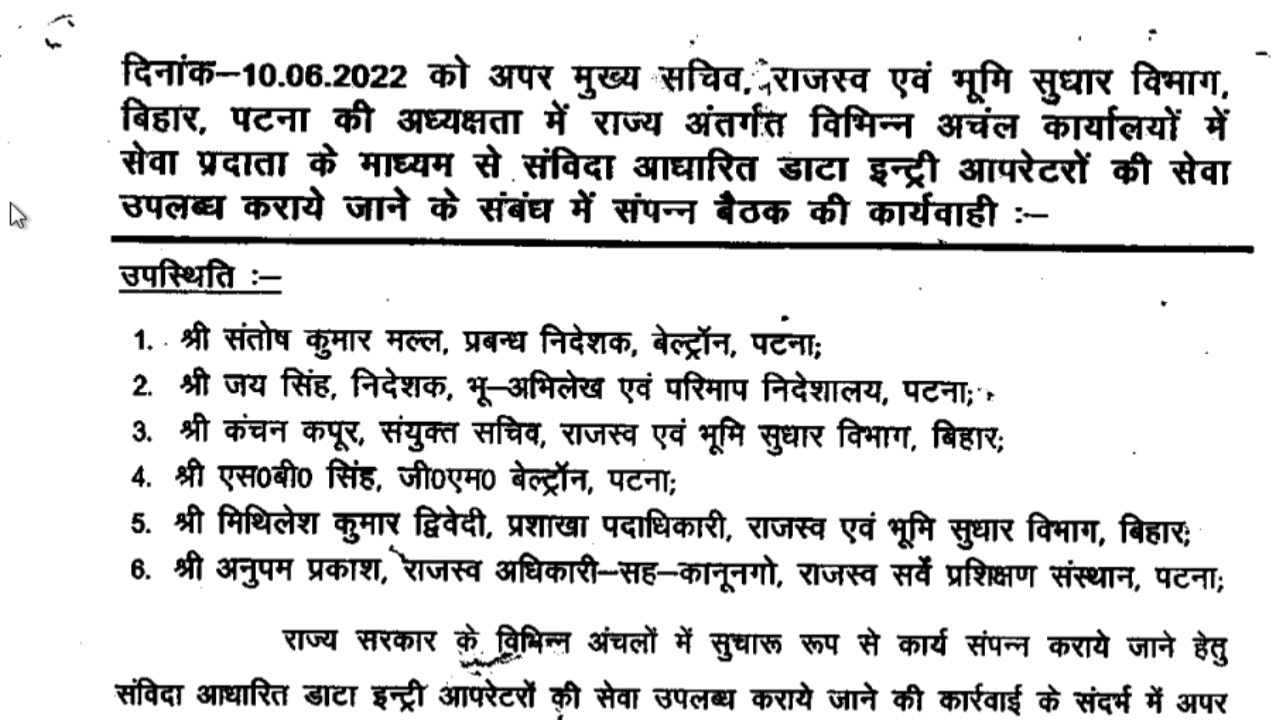 दिनांक–10.06.2022 को अपर मुख्य सचिव, राजस्व एवं भूमि सुधार विभाग,
बिहार, पटना की अध्यक्षता में राज्य अंतर्गत विभिन्न अचंल कार्यालयों में
सेवा प्रदाता के माध्यम से संविदा आधारित डाटा इन्ट्री आपरेटरों की सेवा
उपलब्ध कराये जाने के संबंध में संपन्न बैठक की कार्यवाही :–
उपस्थिति :–
1. श्री संतोष कुमार मल्ल, प्रबन्ध निदेशक, बेल्ट्रॉन, पटना;
2. श्री जय सिंह, निदेशक, भू–अभिलेख एवं परिमाप निदेशालय, पटना;
3. श्री कंचन कपूर, संयुक्त सचिव, राजस्व एवं भूमि सुधार विभाग, बिहार;
4. श्री एस0बी0 सिंह, जी0एम0 बेल्ट्रॉन, पटना;
5. श्री मिथिलेश कुमार द्विवेदी, प्रशाखा पदाधिकारी, राजस्व एवं भूमि सुधार विभाग, बिहार;
6. श्री अनुपम प्रकाश, राजस्व अधिकारी–सह–कानूनगो, राजस्व सर्वे प्रशिक्षण संस्थान, पटना;
राज्य सरकार के विभिन्न अंचलों में सुचारू रूप से कार्य संपन्न कराये जाने हेतु
संविदा आधारित डाटा इन्ट्री आपरेटरों की सेवा उपलब्ध कराये जाने की कार्रवाई के संदर्भ में अपर